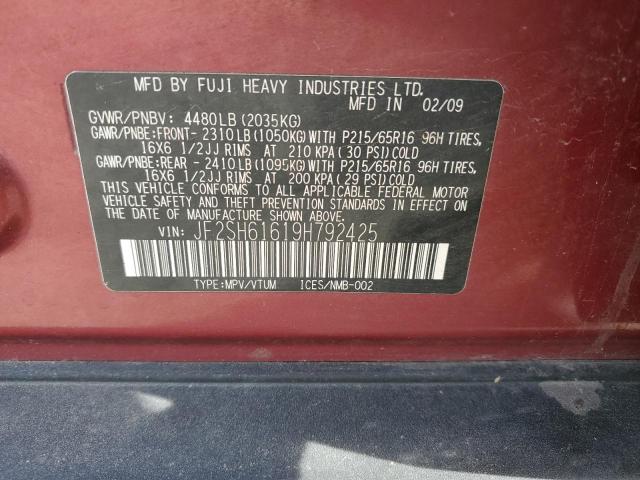 MFD BY FUJI HEAVY INDUSTRIES LTD.
MFD IN 02/09
GVWR/PNBV: 4480LB (2035KG)
GAWR/PNBE:FRONT- 2310LB(1050KG)WITH P215/65R16 96H TIRES,
16X6 1/2JJ RIMS AT 210 KPA (30 PSI)COLD
GAWR/PNBE:REAR - 2410LB(1095KG)WITH P215/65R16 96H TIRES,
16X6 1/2JJ RIMS AT 200 KPA (29 PSI)COLD
THIS VEHICLE CONFORMS TO ALL APPLICABLE FEDERAL MOTOR
VEHICLE SAFETY AND THEFT PREVENTION STANDARDS IN EFFECT
ON THE DATE OF MANUFACTURE SHOWN ABOVE.
VIN: JF2SH61619H792425
TYPE:MPV/VTUM ICES/NMB-002